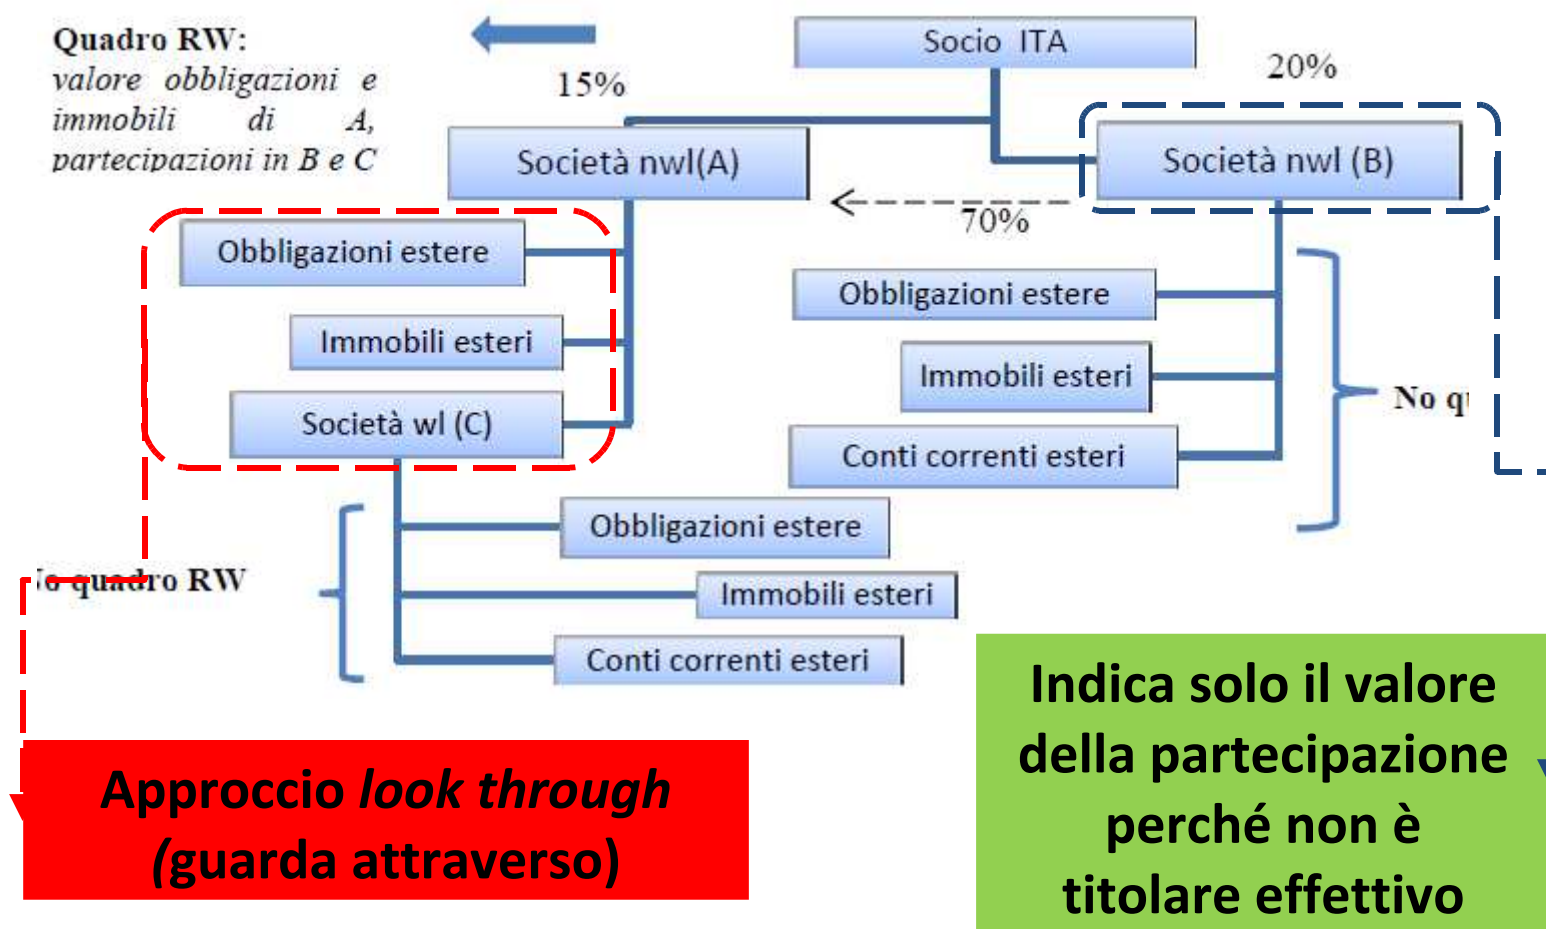 Quadro RW:
valore obbligazioni e
immobili di A,
partecipazioni in B e C
15%
Socio ITA
20%
Società nwl(A)
Società nwl (B)
70%
Obbligazioni estere
Immobili esteri
Società wl (C)
Obbligazioni estere
Immobili esteri
Conti correnti esteri
No
Obbligazioni estere
Immobili esteri
Conti correnti esteri
quadro RW
Approccio look through
(guarda attraverso)
Indica solo il valore
della partecipazione
perché non è
titolare effettivo